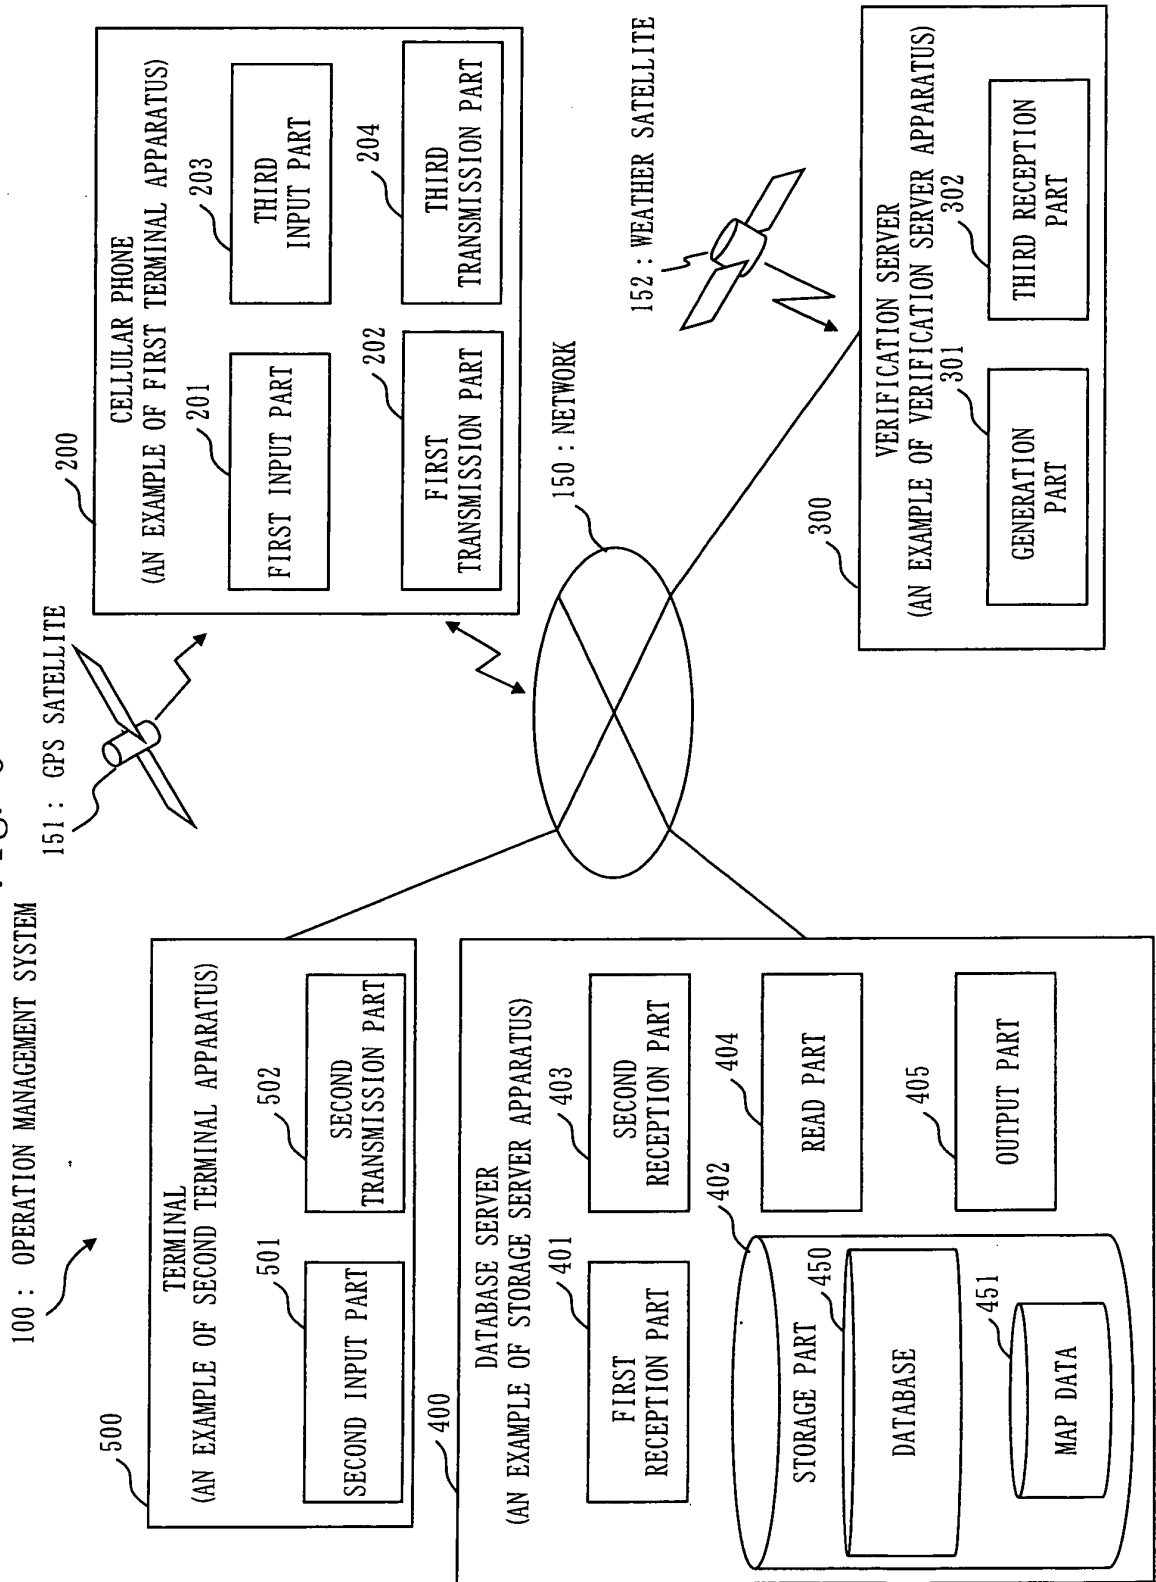 100 : OPERATION MANAGEMENT SYSTEM
151 : GPS SATELLITE
200
CELLULAR PHONE
(AN EXAMPLE OF FIRST TERMINAL APPARATUS)
201
FIRST INPUT PART
203
THIRD
INPUT PART
202
FIRST
TRANSMISSION PART
204
THIRD
TRANSMISSION PART
500
TERMINAL
(AN EXAMPLE OF SECOND TERMINAL APPARATUS)
501
SECOND INPUT PART
502
SECOND
TRANSMISSION PART
150 : NETWORK
152 : WEATHER SATELLITE
400
DATABASE SERVER
(AN EXAMPLE OF STORAGE SERVER APPARATUS)
401
FIRST
RECEPTION PART
403
SECOND
RECEPTION PART
402
STORAGE PART
450
DATABASE
451
MAP DATA
404
READ PART
405
OUTPUT PART
300
VERIFICATION SERVER
(AN EXAMPLE OF VERIFICATION SERVER APPARATUS)
301
GENERATION
PART
302
THIRD RECEPTION
PART